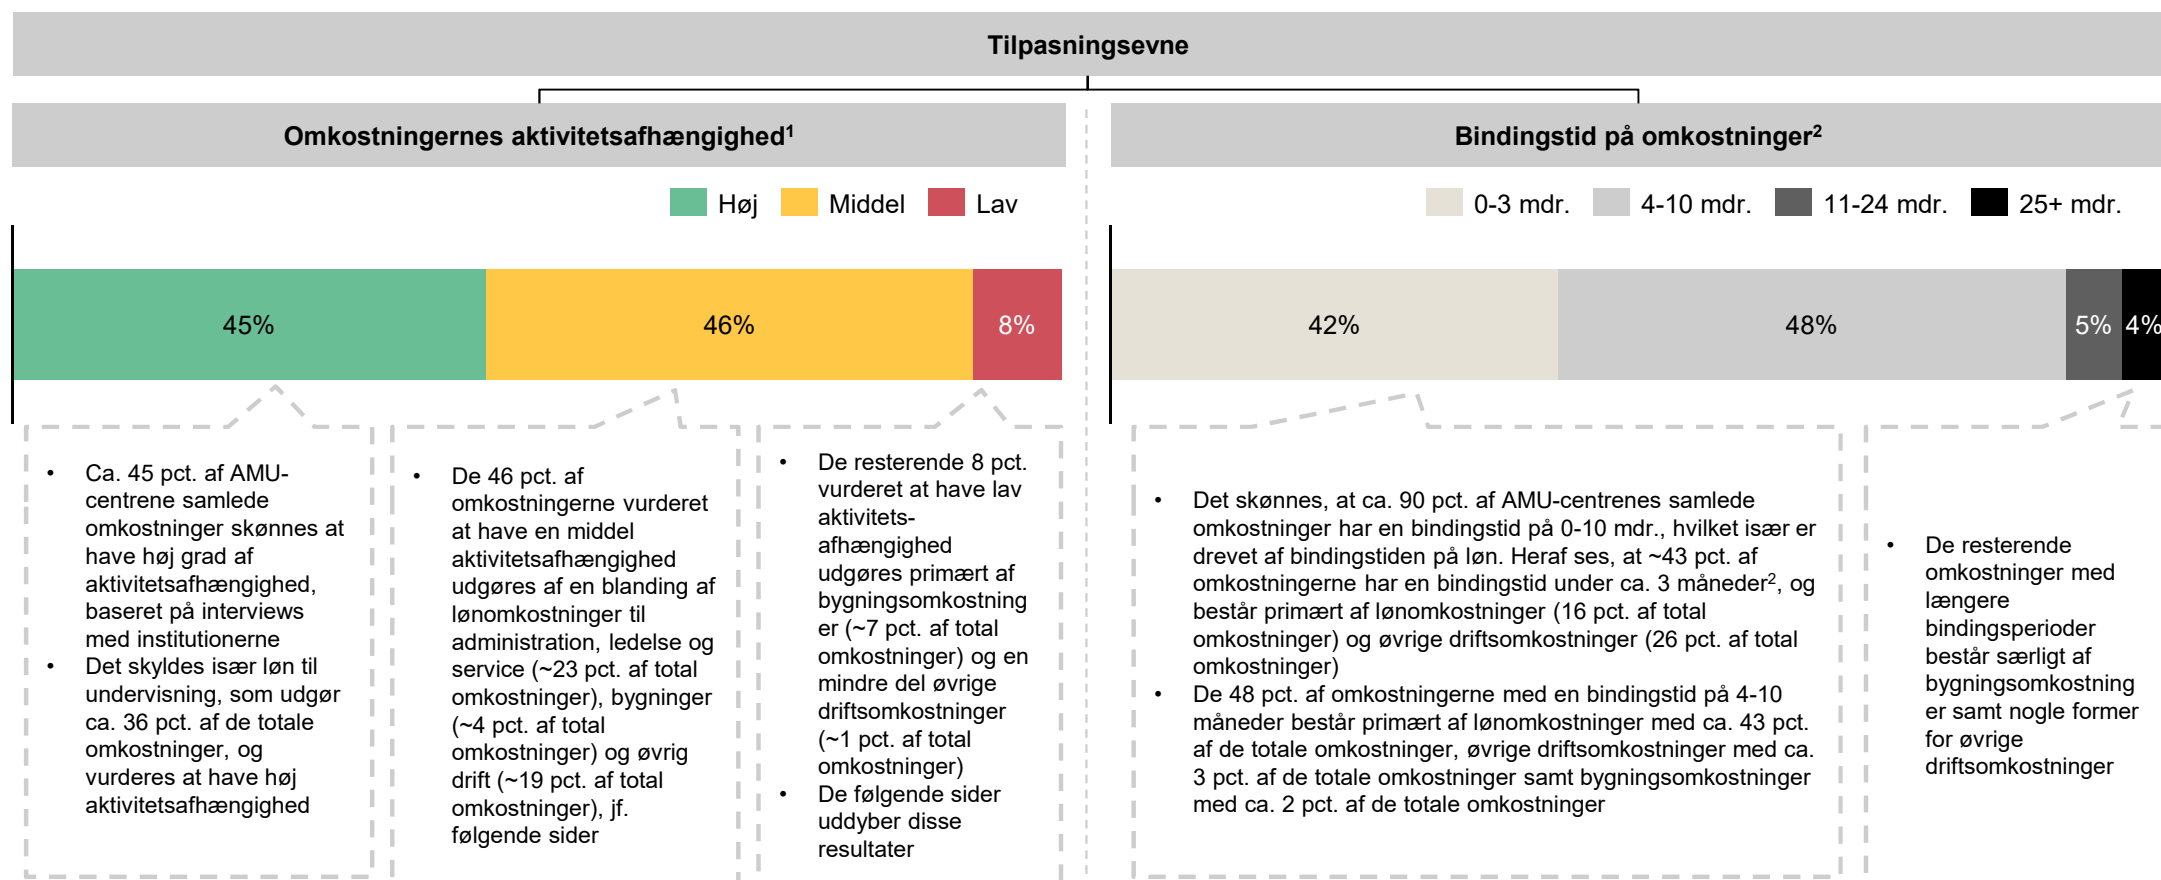 Tilpasningsevne
Omkostningernes aktivitetsafhængighed¹
Høj Middel Lav
45% 46% 8%
• Ca. 45 pct. af AMU-
centrene samlede
omkostninger skønnes at
have høj grad af
aktivitetsafhængighed,
baseret på interviews
med institutionerne
• Det skyldes især løn til
undervisning, som udgør
ca. 36 pct. af de totale
omkostninger, og
vurderes at have høj
aktivitetsafhængighed
• De 46 pct. af
omkostningerne vurderet
at have en middel
aktivitetsafhængighed
udgøres af en blanding af
lønomkostninger til
administration, ledelse og
service (~23 pct. af total
omkostninger), bygninger
(~4 pct. af total
omkostninger) og øvrig
drift (~19 pct. af total
omkostninger), jf.
følgende sider
• De resterende 8 pct.
vurderet at have lav
aktivitets-
afhængighed
udgøres primært af
bygningsomkostning
er (~7 pct. af total
omkostninger) og en
mindre del øvrige
driftsomkostninger
(~1 pct. af total
omkostninger)
• De følgende sider
uddyber disse
resultater
Bindingstid på omkostninger²
0-3 mdr. 4-10 mdr. 11-24 mdr. 25+ mdr.
42% 48% 5% 4%
• Det skønnes, at ca. 90 pct. af AMU-centrenes samlede
omkostninger har en bindingstid på 0-10 mdr., hvilket især er
drevet af bindingstiden på løn. Heraf ses, at ~43 pct. af
omkostningerne har en bindingstid under ca. 3 måneder², og
består primært af lønomkostninger (16 pct. af total
omkostninger) og øvrige driftsomkostninger (26 pct. af total
omkostninger)
• De 48 pct. af omkostningerne med en bindingstid på 4-10
måneder består primært af lønomkostninger med ca. 43 pct.
af de totale omkostninger, øvrige driftsomkostninger med ca.
3 pct. af de totale omkostninger samt bygningsomkostninger
med ca. 2 pct. af de totale omkostninger
• De resterende
omkostninger med
længere
bindingsperioder
består særligt af
bygningsomkostning
er samt nogle former
for øvrige
driftsomkostninger